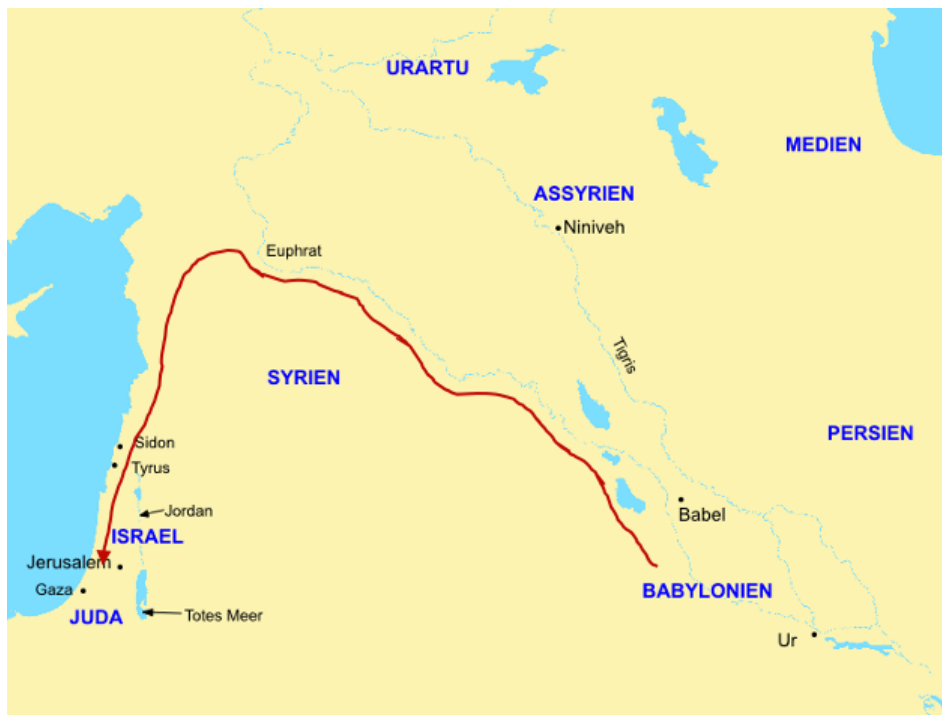 URARTU
MEDIEN
ASSYRIEN
Niniveh
Euphrat
Tigris
SYRIEN
PERSIEN
Sidon
Tyrus
Babel
Jordan
ISRAEL
Jerusalem
Gaza
BABYLONIEN
JUDA
Totes Meer
Ur